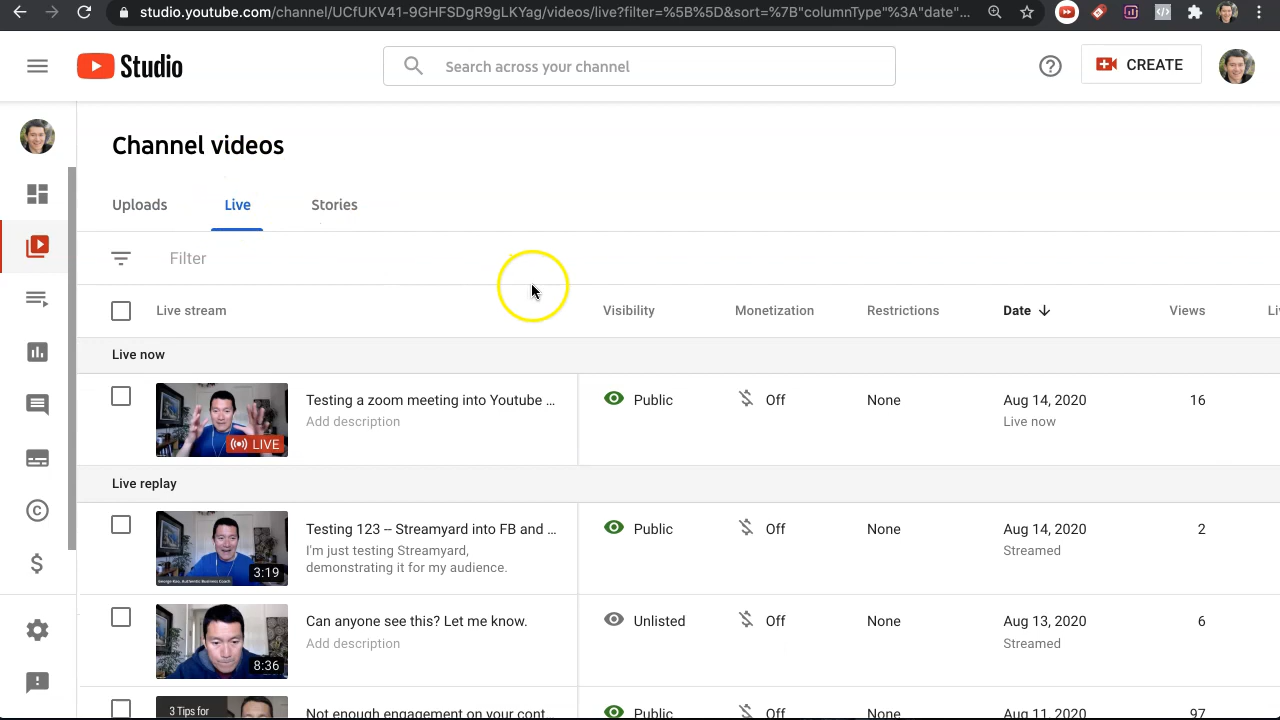 studio.youtube.com/channel/UCfUKV41-9GHFSDgR9gLKYag/videos/live?filter=%5B%5D&sort=%7B"columnType"%3A"date"...
Studio
Search across your channel
CREATE
Channel videos
Uploads
Live
Stories
Filter
Live stream
Visibility
Monetization
Restrictions
Date
Views
Li
Live now
LIVE
Testing a zoom meeting into Youtube ...
Add description
Public
Off
None
Aug 14, 2020
Live now
16
Live replay
3:19
Testing 123 -- Streamyard into FB and ...
I'm just testing Streamyard,
demonstrating it for my audience.
Public
Off
None
Aug 14, 2020
Streamed
2
George Kao, Authentic Business Coach
8:36
Can anyone see this? Let me know.
Add description
Unlisted
Off
None
Aug 13, 2020
Streamed
6
3 Tips for
Not enough engagement on your cont...
Public
Off
None
Aug 11, 2020
97